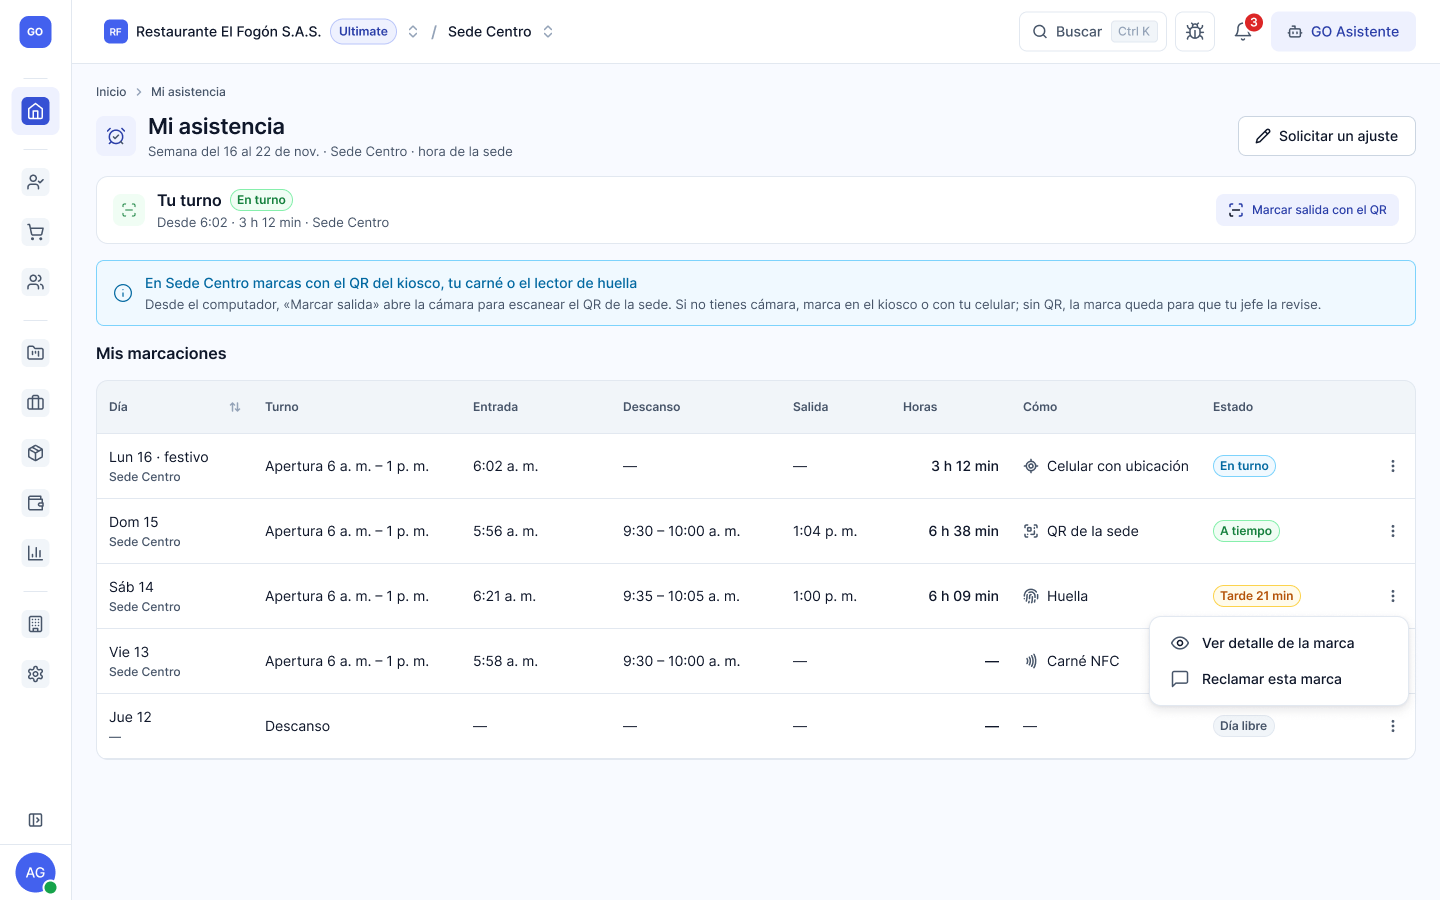 GO
RF
Restaurante El Fogón S.A.S.
Ultimate
/
Sede Centro
Buscar
Ctrl K
3
GO Asistente
Inicio
Mi asistencia
Mi asistencia
Semana del 16 al 22 de nov. · Sede Centro · hora de la sede
Solicitar un ajuste
Tu turno
En turno
Desde 6:02 · 3 h 12 min · Sede Centro
Marcar salida con el QR
En Sede Centro marcas con el QR del kiosco, tu carné o el lector de huella
Desde el computador, «Marcar salida» abre la cámara para escanear el QR de la sede. Si no tienes cámara, marca en el kiosco o con tu celular; sin QR, la marca queda para que tu jefe la revise.
Mis marcaciones
Día Turno Entrada Descanso Salida Horas Cómo Estado
Lun 16 · festivo
Sede Centro
Apertura 6 a. m. – 1 p. m. 6:02 a. m. — — 3 h 12 min Celular con ubicación En turno
Dom 15
Sede Centro
Apertura 6 a. m. – 1 p. m. 5:56 a. m. 9:30 – 10:00 a. m. 1:04 p. m. 6 h 38 min QR de la sede A tiempo
Sáb 14
Sede Centro
Apertura 6 a. m. – 1 p. m. 6:21 a. m. 9:35 – 10:05 a. m. 1:00 p. m. 6 h 09 min Huella Tarde 21 min
Vie 13
Sede Centro
Apertura 6 a. m. – 1 p. m. 5:58 a. m. 9:30 – 10:00 a. m. — — Carné NFC
Ver detalle de la marca
Reclamar esta marca
Jue 12
—
Descanso — — — — — Día libre
AG